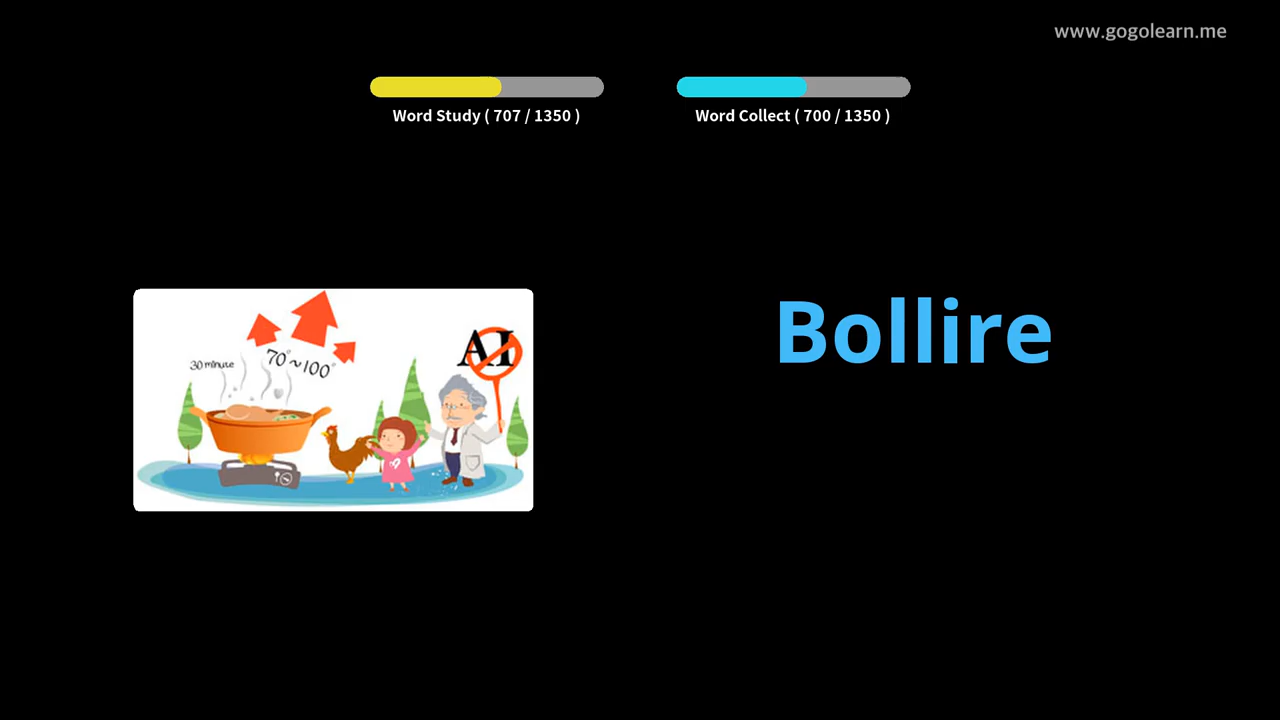 www.gogolearn.me
Word Study ( 707 / 1350 )
Word Collect ( 700 / 1350 )
Bollire
30 minute
70°~100°
AI